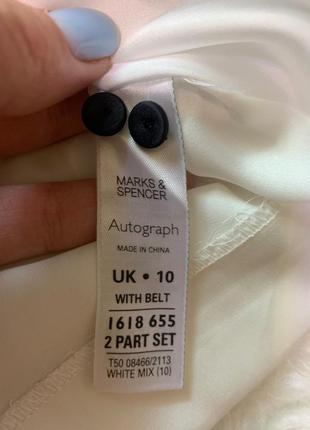 MARKS &
SPENCER
Autograph
MADE IN CHINA
UK • 10
WITH BELT
1618 655
2 PART SET
T50 08466/2113
WHITE MIX (10)